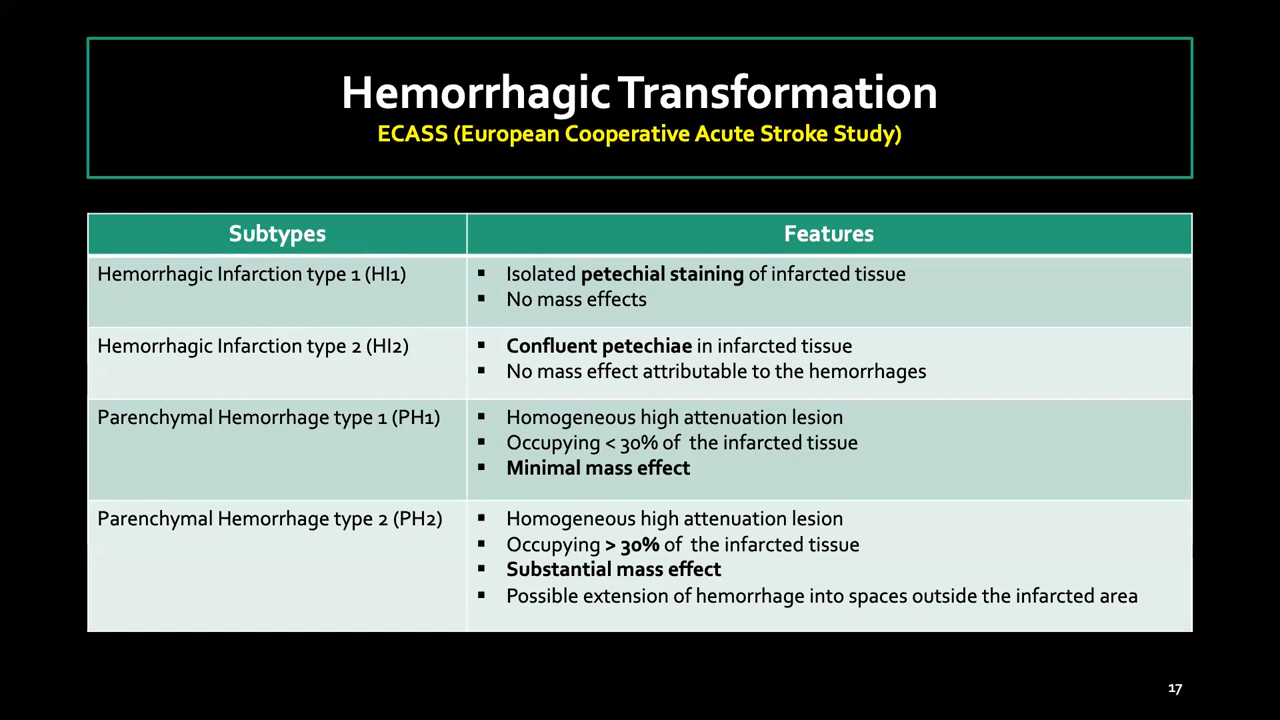 Hemorrhagic Transformation
ECASS (European Cooperative Acute Stroke Study)
Subtypes
Features
Hemorrhagic Infarction type 1 (HI1)
▪ Isolated petechial staining of infarcted tissue
▪ No mass effects
Hemorrhagic Infarction type 2 (HI2)
▪ Confluent petechiae in infarcted tissue
▪ No mass effect attributable to the hemorrhages
Parenchymal Hemorrhage type 1 (PH1)
▪ Homogeneous high attenuation lesion
▪ Occupying < 30% of the infarcted tissue
▪ Minimal mass effect
Parenchymal Hemorrhage type 2 (PH2)
▪ Homogeneous high attenuation lesion
▪ Occupying > 30% of the infarcted tissue
▪ Substantial mass effect
▪ Possible extension of hemorrhage into spaces outside the infarcted area
17